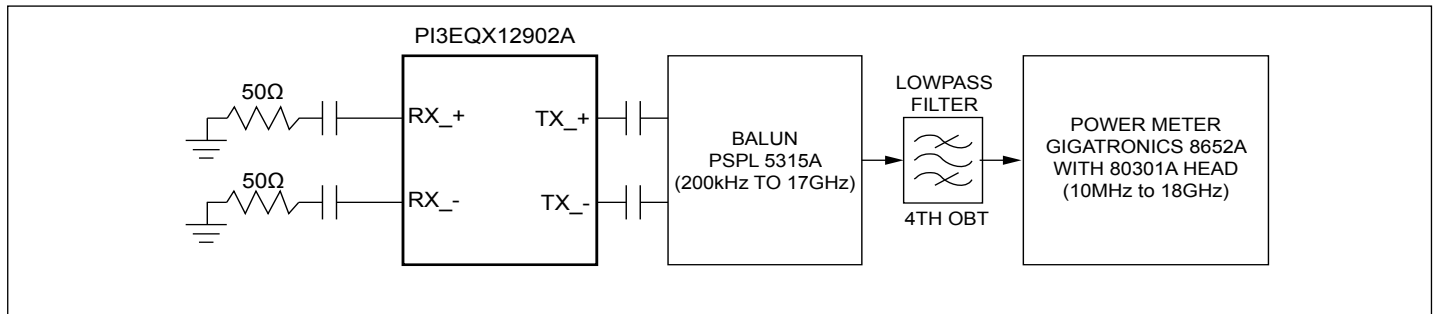 PI3EQX12902A
50Ω
RX_+
TX_+
50Ω
RX_-
TX_-
BALUN
PSPL 5315A
(200kHz TO 17GHz)
LOWPASS
FILTER
4TH OBT
POWER METER
GIGATRONICS 8652A
WITH 80301A HEAD
(10MHz to 18GHz)